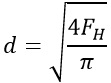 d = √(4F_H / π)